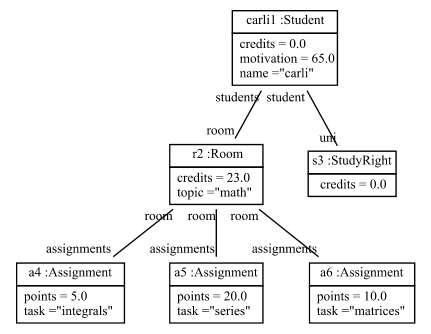 carli1 :Student
credits = 0.0
motivation = 65.0
name ="carli"
students student
room
uni
r2 :Room
credits = 23.0
topic ="math"
s3 :StudyRight
credits = 0.0
room room room
assignments assignments assignments
a4 :Assignment
points = 5.0
task ="integrals"
a5 :Assignment
points = 20.0
task ="series"
a6 :Assignment
points = 10.0
task ="matrices"